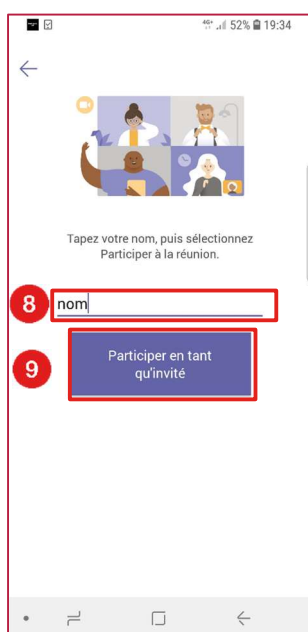 4G+ 52% 19:34
Tapez votre nom, puis sélectionnez
Participer à la réunion.
8 nom
9 Participer en tant
qu'invité